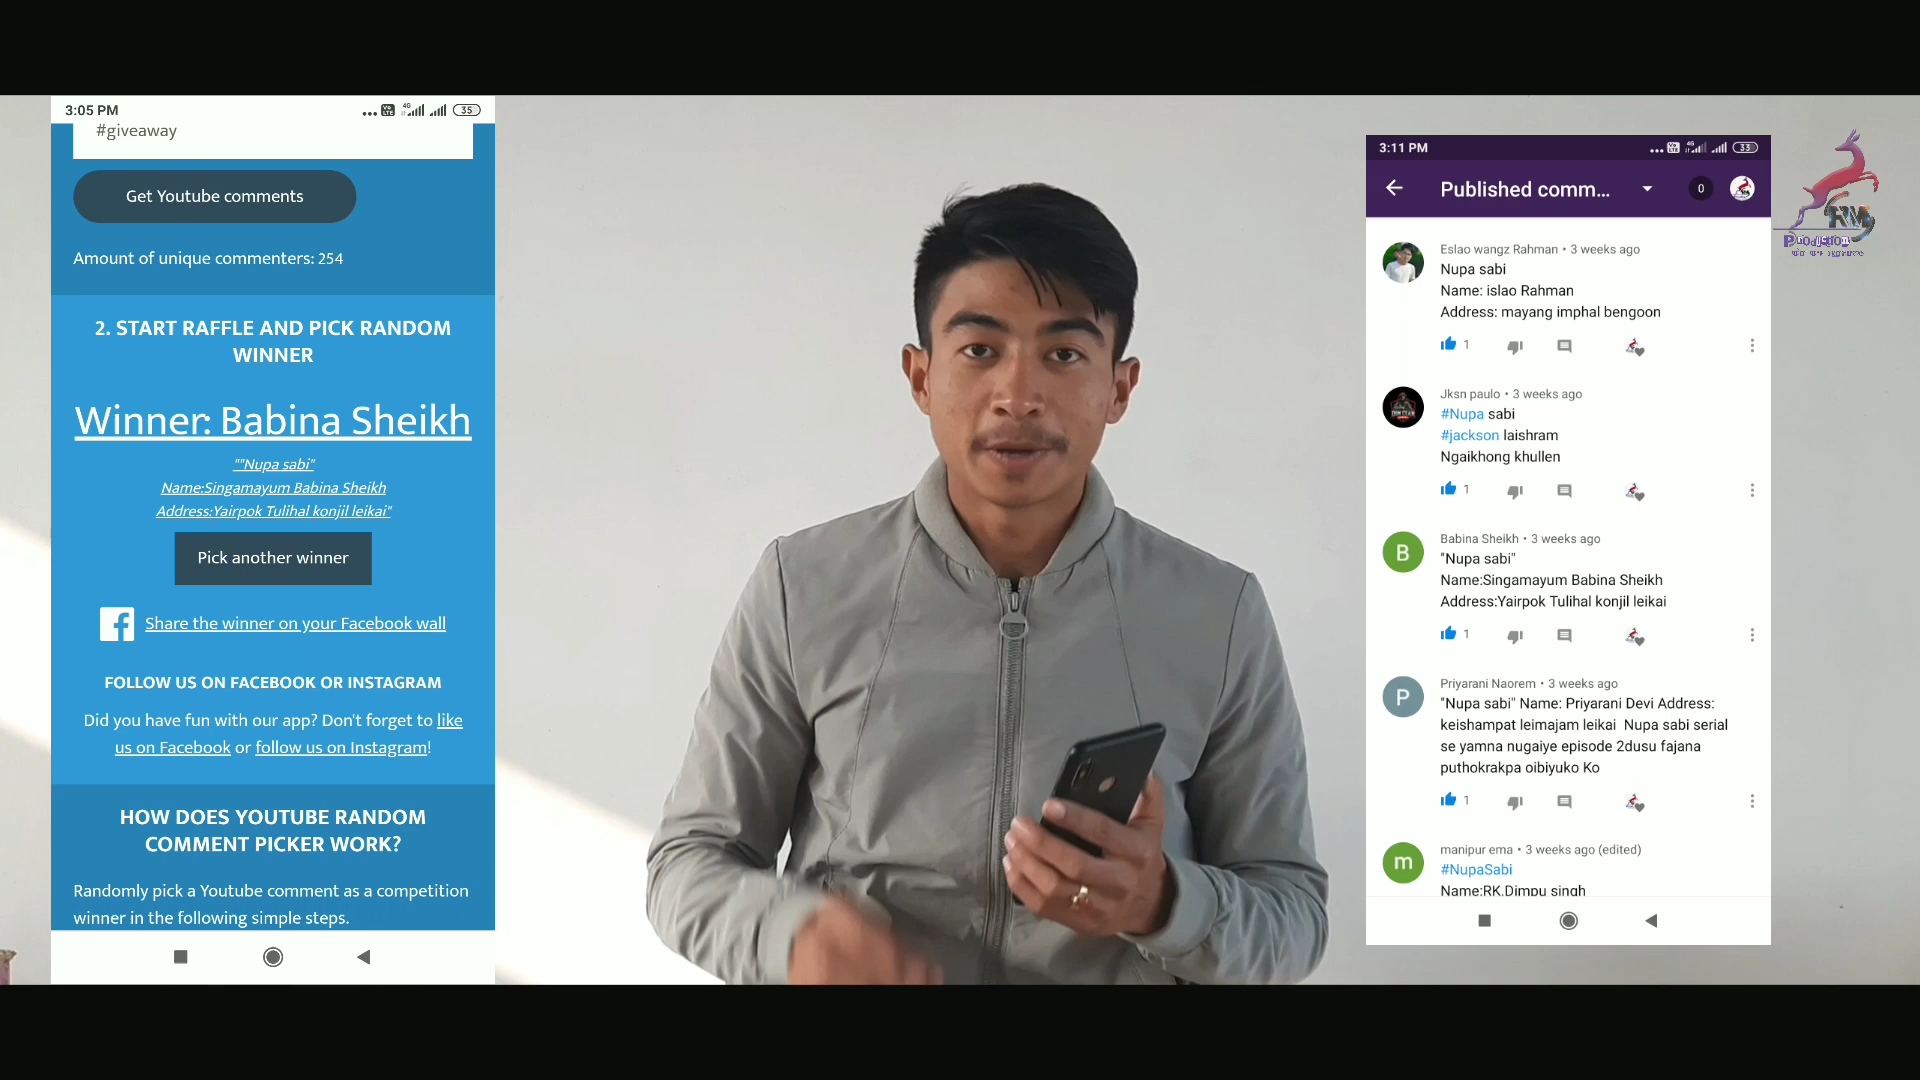 3:05 PM
35
#giveaway
Get Youtube comments
Amount of unique commenters: 254
2. START RAFFLE AND PICK RANDOM
WINNER
Winner: Babina Sheikh
""Nupa sabi"
Name:Singamayum Babina Sheikh
Address:Yairpok Tulihal konjil leikai"
Pick another winner
Share the winner on your Facebook wall
FOLLOW US ON FACEBOOK OR INSTAGRAM
Did you have fun with our app? Don't forget to like
us on Facebook or follow us on Instagram!
HOW DOES YOUTUBE RANDOM
COMMENT PICKER WORK?
Randomly pick a Youtube comment as a competition
winner in the following simple steps.
3:11 PM
33
Published comm...
0
Eslao wangz Rahman • 3 weeks ago
Nupa sabi
Name: islao Rahman
Address: mayang imphal bengoon
1
Jksn paulo • 3 weeks ago
#Nupa sabi
#jackson laishram
Ngaikhong khullen
1
B
Babina Sheikh • 3 weeks ago
"Nupa sabi"
Name:Singamayum Babina Sheikh
Address:Yairpok Tulihal konjil leikai
1
P
Priyarani Naorem • 3 weeks ago
"Nupa sabi" Name: Priyarani Devi Address:
keishampat leimajam leikai Nupa sabi serial
se yamna nugaiye episode 2dusu fajana
puthokrakpa oibiyuko Ko
1
m
manipur ema • 3 weeks ago (edited)
#NupaSabi
Name:RK.Dimpu singh
RM
Production